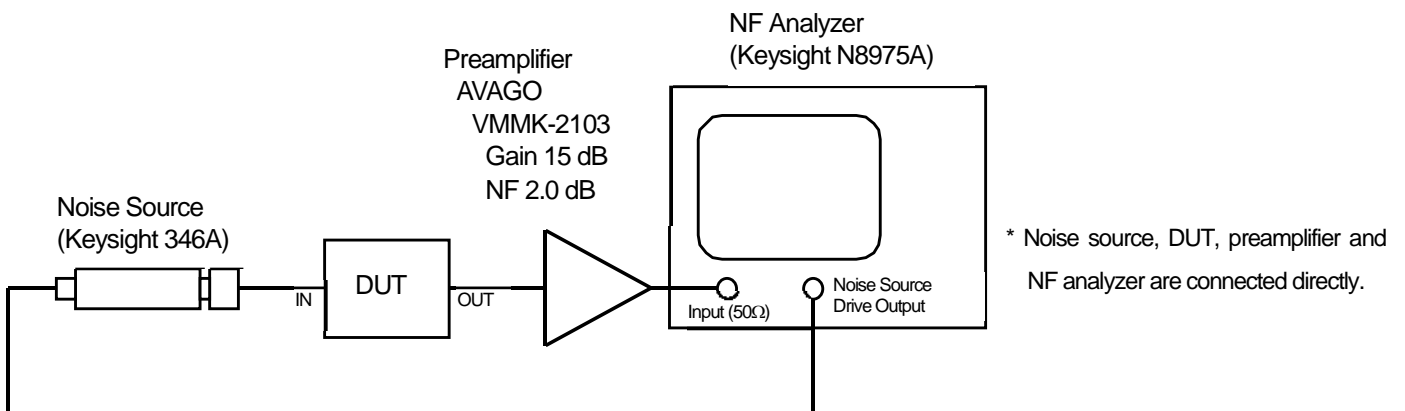 NF Analyzer
(Keysight N8975A)
Preamplifier
AVAGO
VMMK-2103
Gain 15 dB
NF 2.0 dB
Noise Source
(Keysight 346A)
* Noise source, DUT, preamplifier and
NF analyzer are connected directly.
DUT
IN
OUT
Input (50Ω)
Noise Source
Drive Output